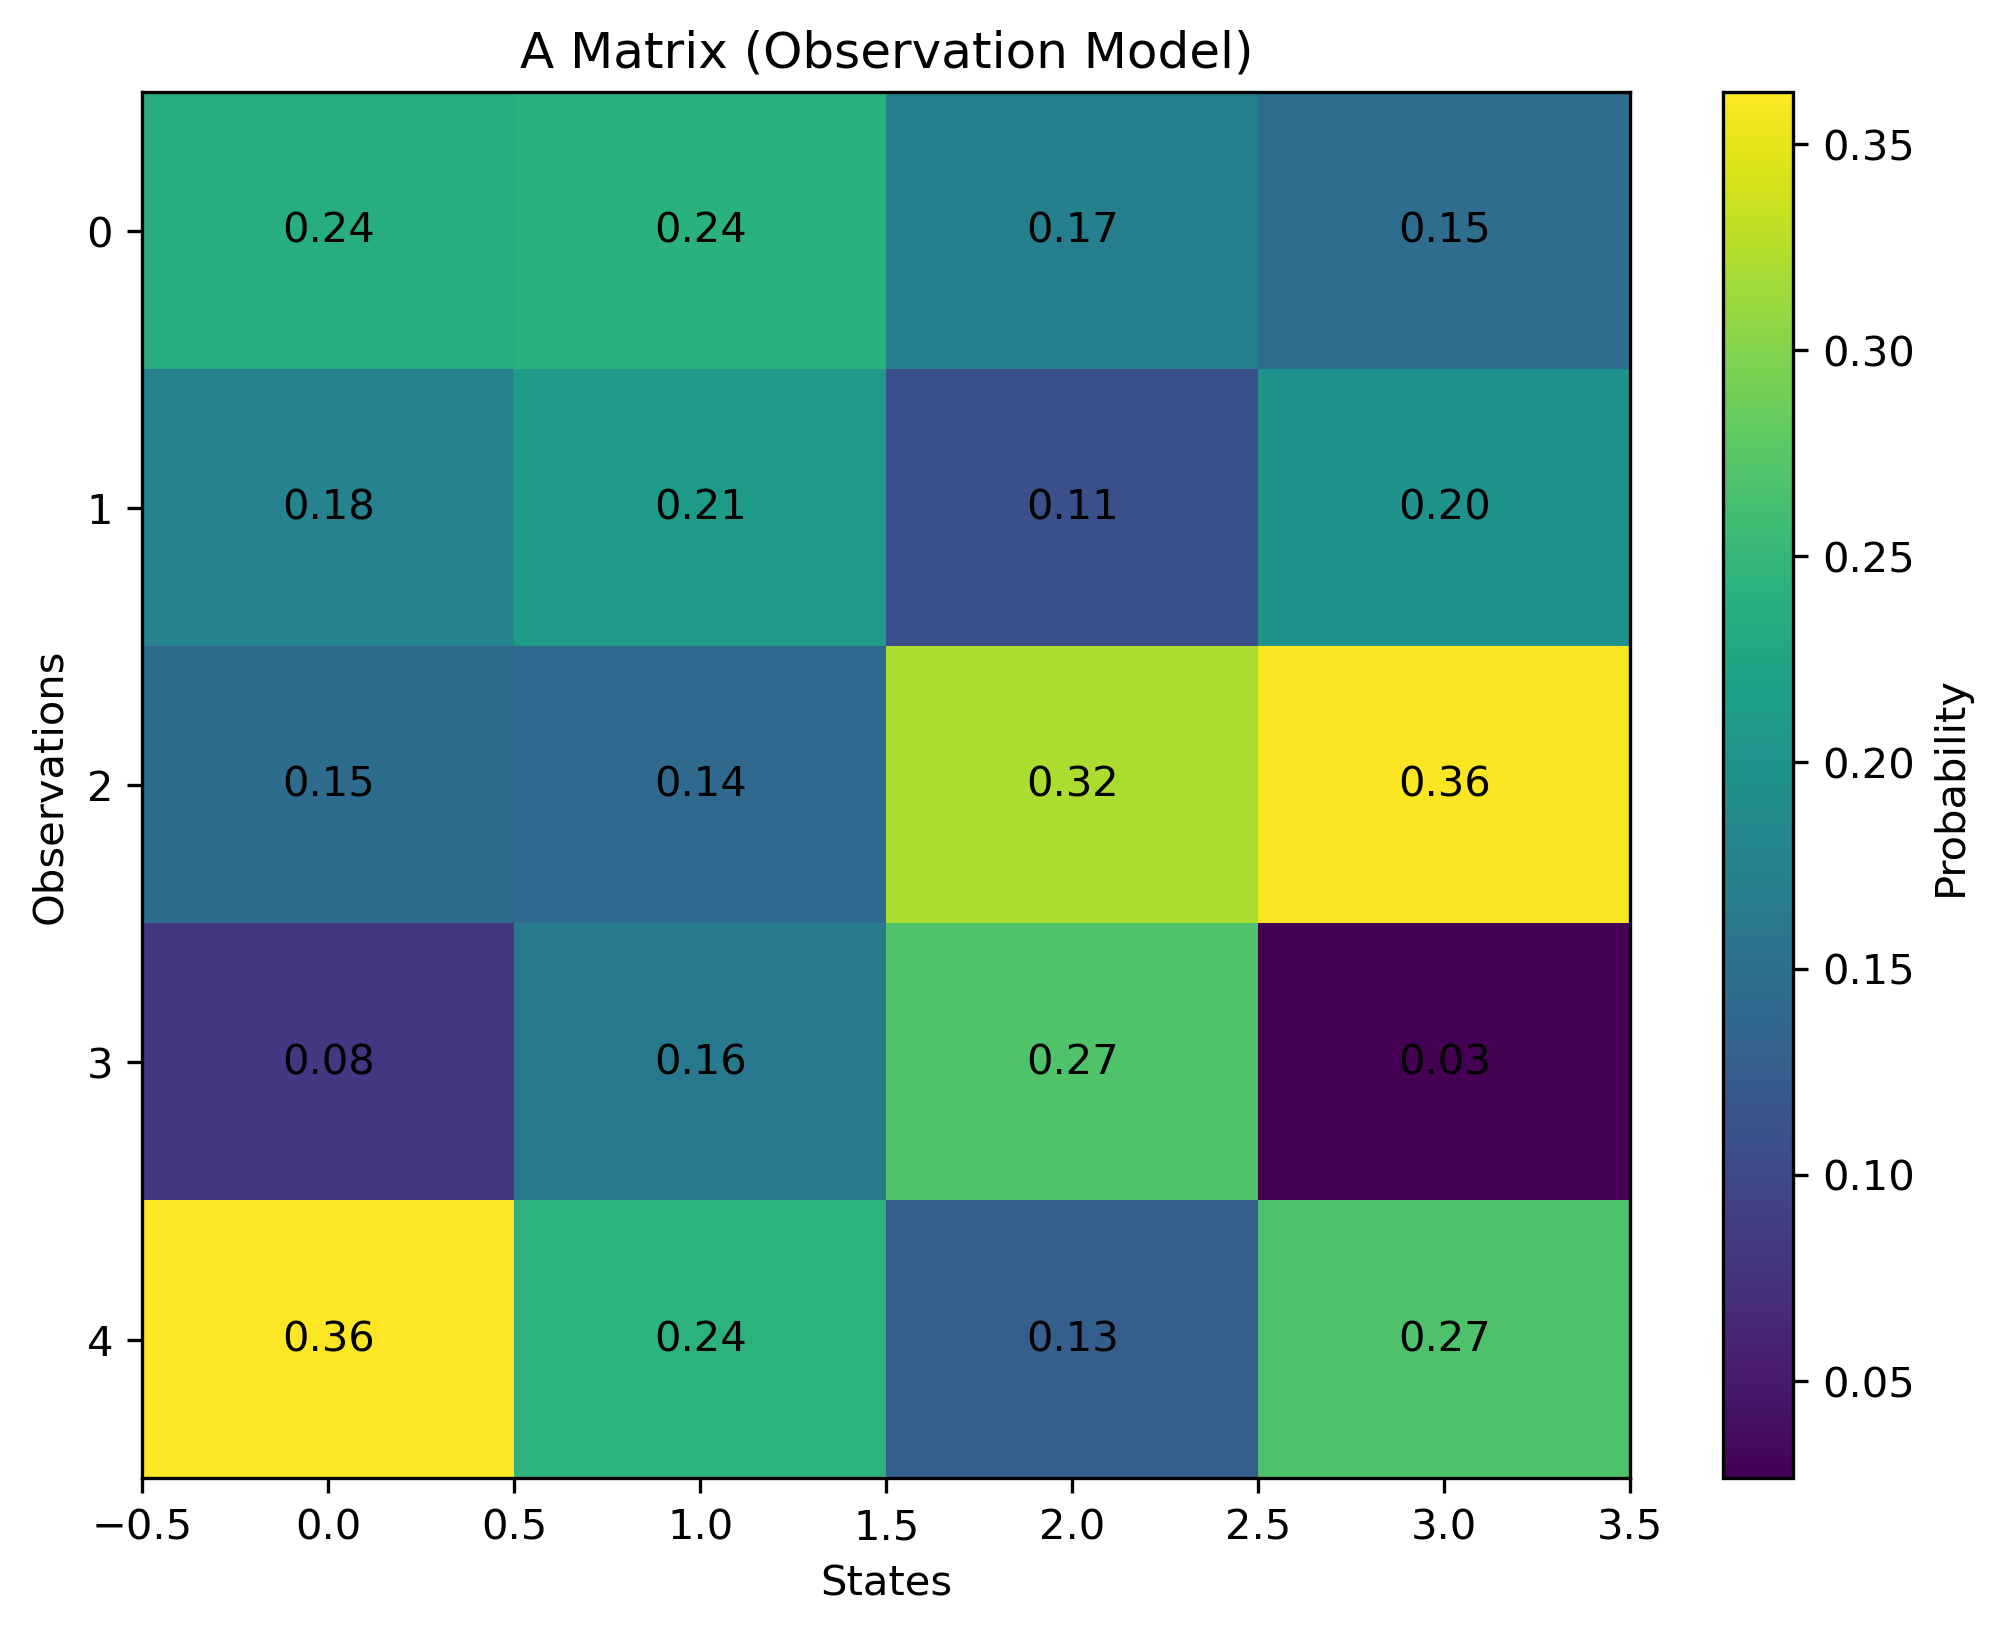 A Matrix (Observation Model)
0.24 0.24 0.17 0.15
0.18 0.21 0.11 0.20
0.15 0.14 0.32 0.36
0.08 0.16 0.27 0.03
0.36 0.24 0.13 0.27
0
1
2
3
4
Observations
−0.5 0.0 0.5 1.0 1.5 2.0 2.5 3.0 3.5
States
0.35
0.30
0.25
0.20
0.15
0.10
0.05
Probability